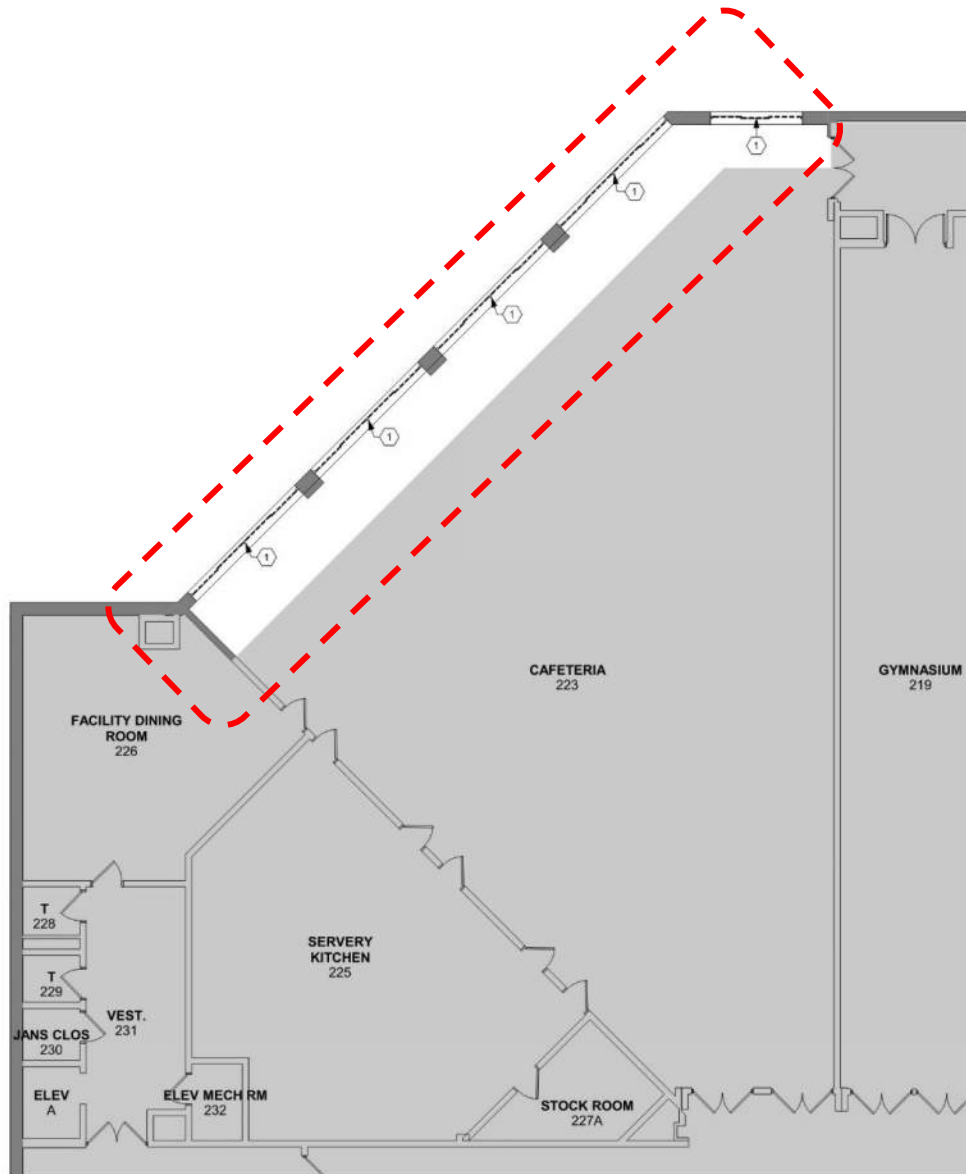 1
1
1
1
1
CAFETERIA
223
GYMNASIUM
219
FACILITY DINING
ROOM
226
T
228
SERVERY
KITCHEN
225
T
229
VEST.
231
JANS CLOS
230
ELEV
A
ELEV MECH RM
232
STOCK ROOM
227A